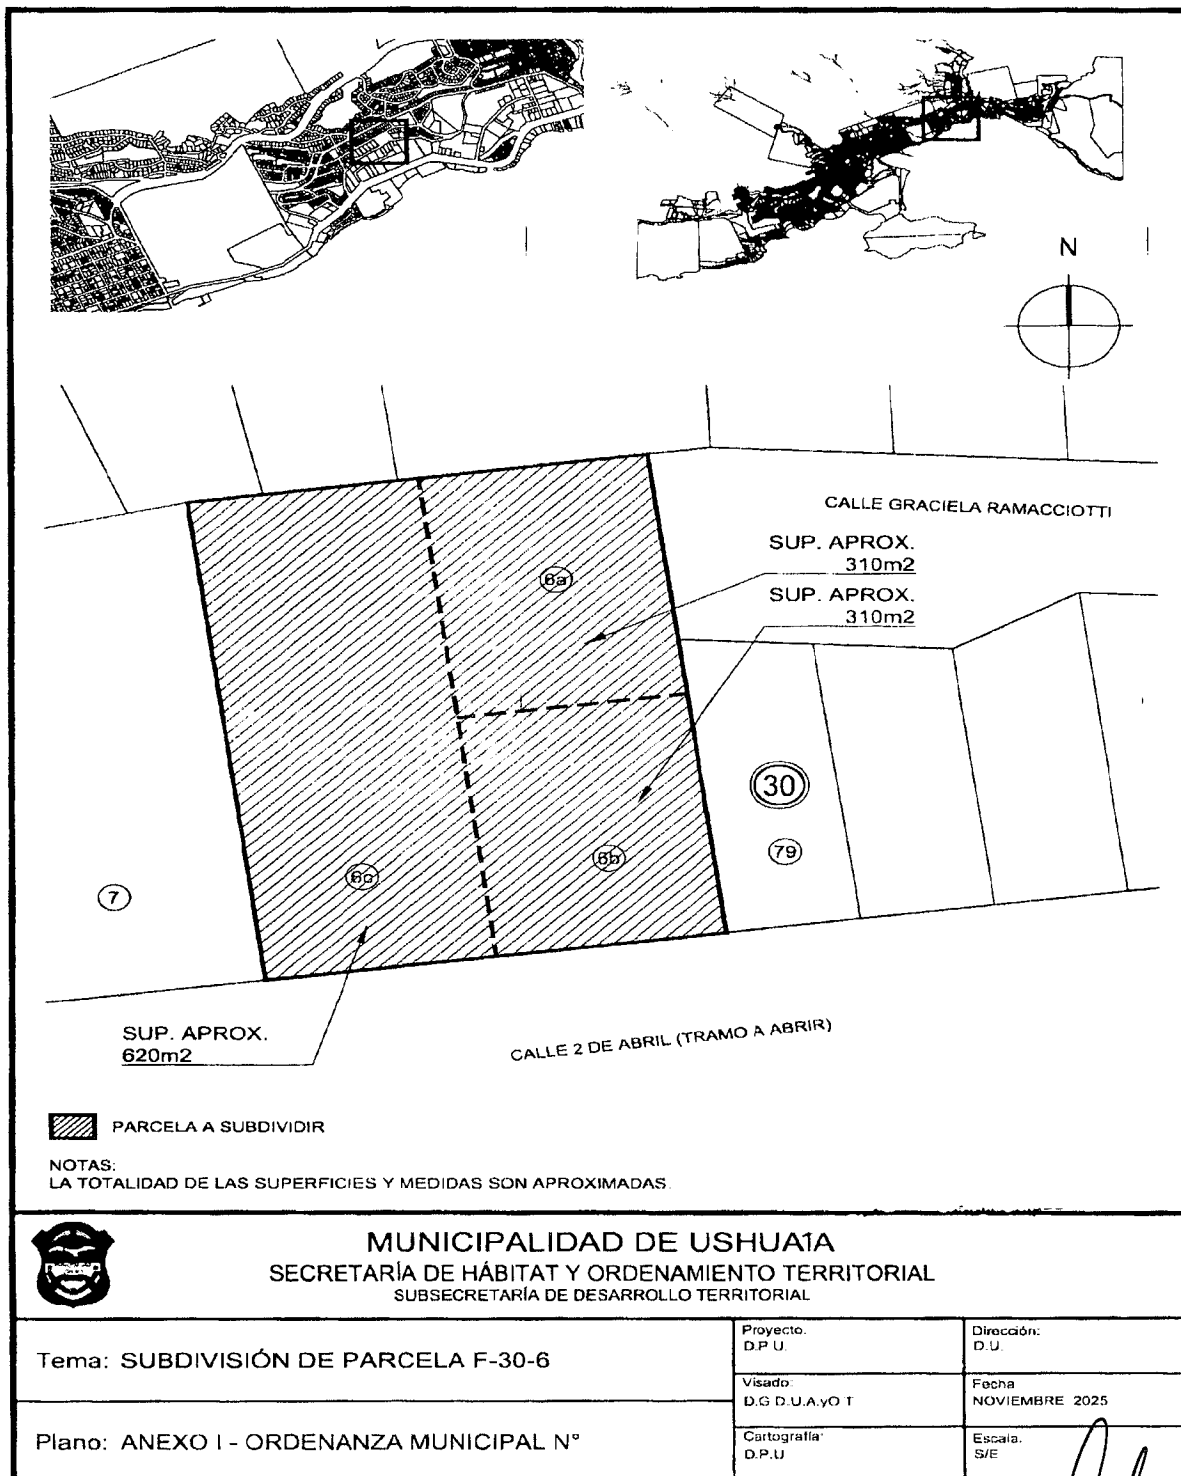 N
CALLE GRACIELA RAMACCIOTTI
SUP. APROX.
310m2
SUP. APROX.
310m2
6a
30
79
6b
6c
7
SUP. APROX.
620m2
CALLE 2 DE ABRIL (TRAMO A ABRIR)
PARCELA A SUBDIVIDIR
NOTAS:
LA TOTALIDAD DE LAS SUPERFICIES Y MEDIDAS SON APROXIMADAS.
MUNICIPALIDAD DE USHUAIA
SECRETARÍA DE HÁBITAT Y ORDENAMIENTO TERRITORIAL
SUBSECRETARÍA DE DESARROLLO TERRITORIAL
Tema: SUBDIVISIÓN DE PARCELA F-30-6
Proyecto.
D.P U.
Dirección:
D.U.
Visado:
D.G D.U.A.yO T
Fecha
NOVIEMBRE 2025
Plano: ANEXO I - ORDENANZA MUNICIPAL N°
Cartografía:
D.P.U
Escala.
S/E